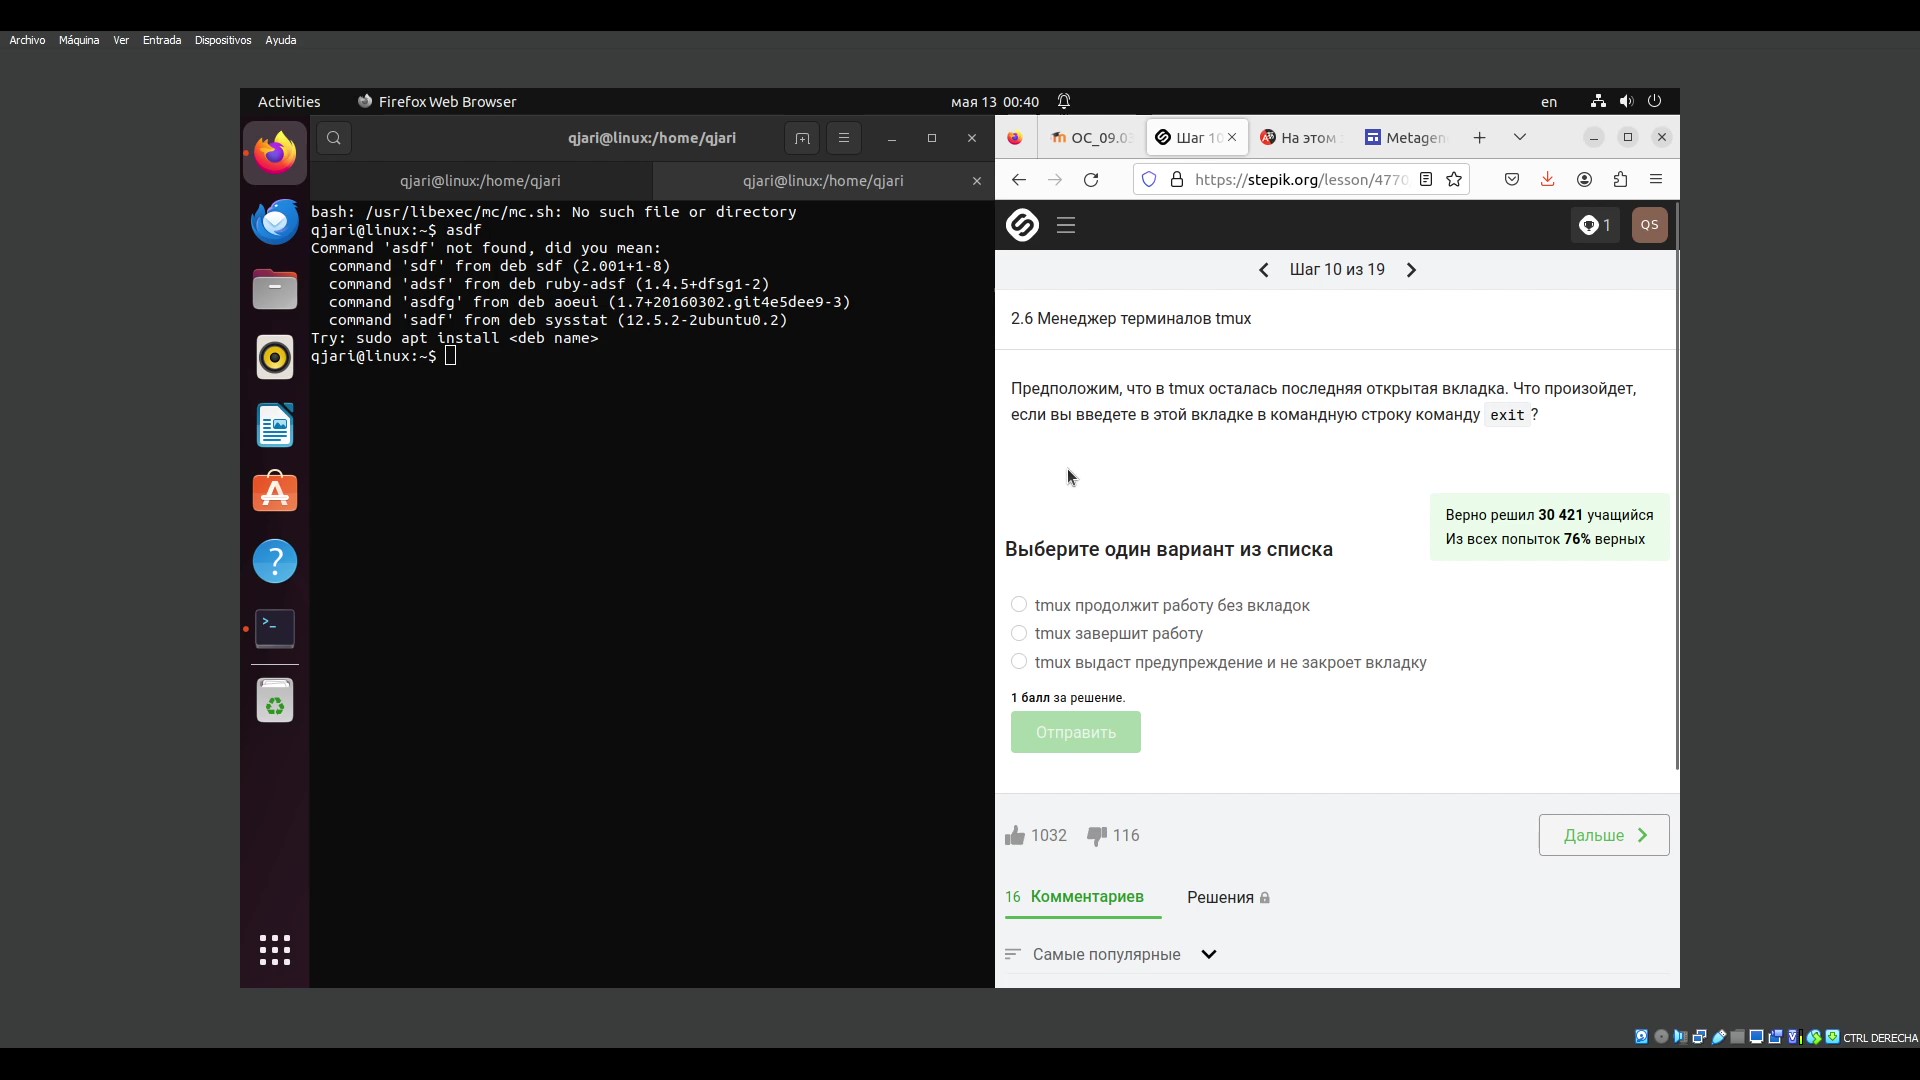 Archivo Máquina Ver Entrada Dispositivos Ayuda
Activities Firefox Web Browser мая 13 00:40 en
qjari@linux:/home/qjari
qjari@linux:/home/qjari qjari@linux:/home/qjari
bash: /usr/libexec/mc/mc.sh: No such file or directory
qjari@linux:~$ asdf
Command 'asdf' not found, did you mean:
command 'sdf' from deb sdf (2.001+1-8)
command 'adsf' from deb ruby-adsf (1.4.5+dfsg1-2)
command 'asdfg' from deb aoeui (1.7+20160302.git4e5dee9-3)
command 'sadf' from deb sysstat (12.5.2-2ubuntu0.2)
Try: sudo apt install <deb name>
qjari@linux:~$
ОС_09.03 Шаг 10 На этом Metagen
https://stepik.org/lesson/4770
1 QS
Шаг 10 из 19
2.6 Менеджер терминалов tmux
Предположим, что в tmux осталась последняя открытая вкладка. Что произойдет,
если вы введете в этой вкладке в командную строку команду exit?
Верно решил 30 421 учащийся
Из всех попыток 76% верных
Выберите один вариант из списка
tmux продолжит работу без вкладок
tmux завершит работу
tmux выдаст предупреждение и не закроет вкладку
1 балл за решение.
Отправить
1032 116
Дальше
16 Комментариев Решения
Самые популярные
CTRL DERECHA